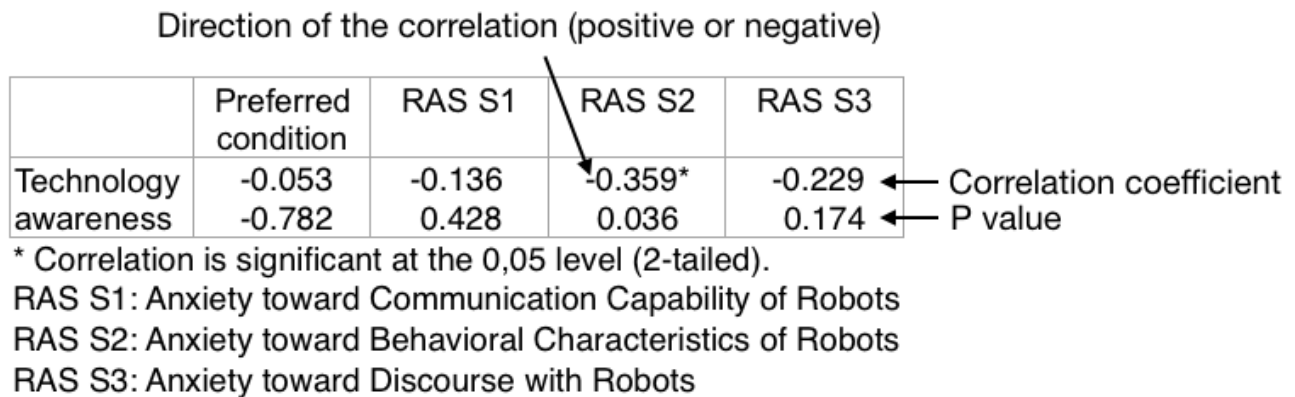 Direction of the correlation (positive or negative)
Preferred condition RAS S1 RAS S2 RAS S3
Technology awareness
-0.053 -0.136 -0.359* -0.229 Correlation coefficient
-0.782 0.428 0.036 0.174 P value
* Correlation is significant at the 0,05 level (2-tailed).
RAS S1: Anxiety toward Communication Capability of Robots
RAS S2: Anxiety toward Behavioral Characteristics of Robots
RAS S3: Anxiety toward Discourse with Robots